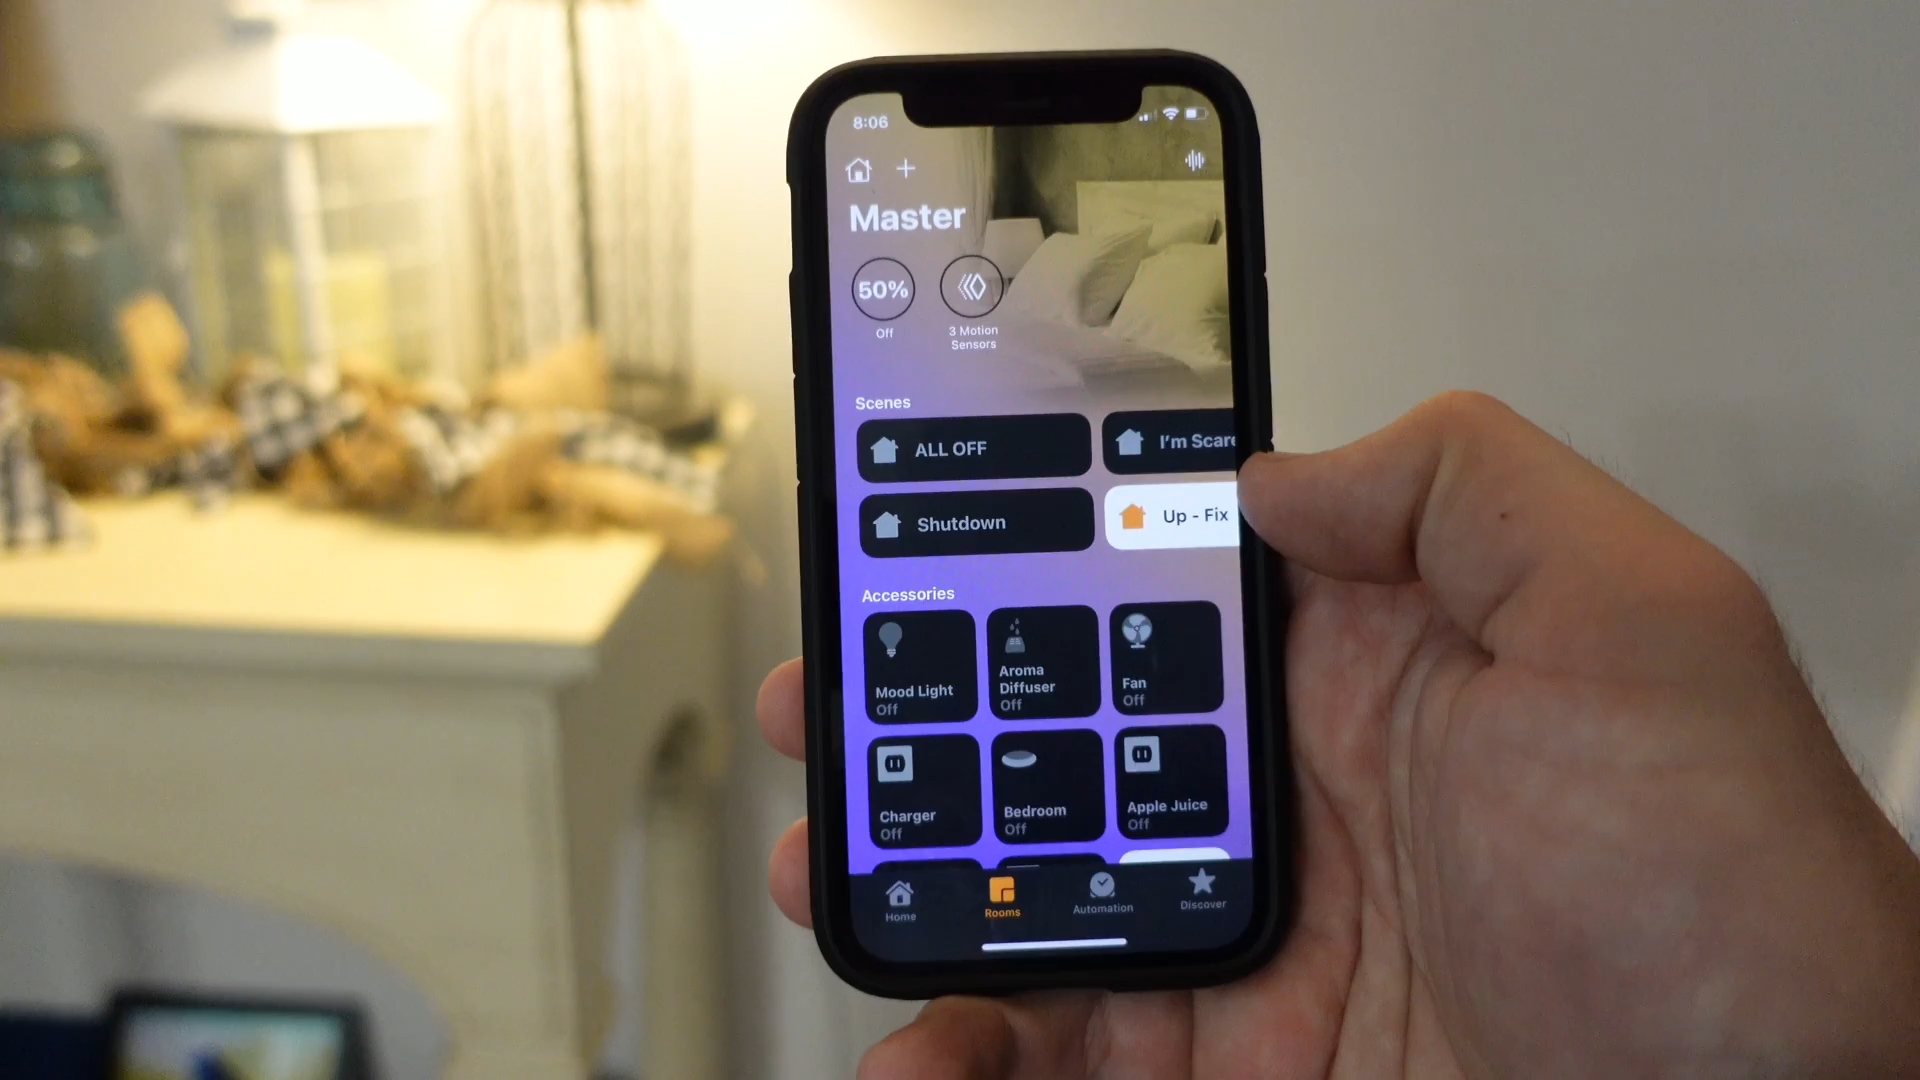 8:06
Master
50%
Off
3 Motion
Sensors
Scenes
ALL OFF
I'm Scare
Shutdown
Up - Fix
Accessories
Mood Light
Off
Aroma
Diffuser
Off
Fan
Off
Charger
Off
Bedroom
Off
Apple Juice
Off
Home
Rooms
Automation
Discover